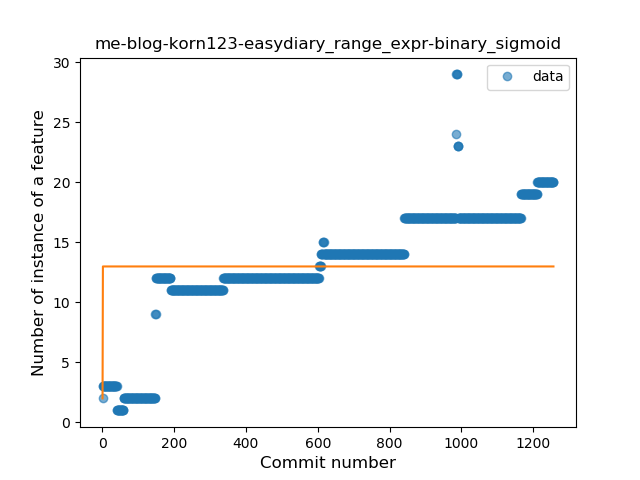 me-blog-korn123-easydiary_range_expr-binary_sigmoid
data
Number of instance of a feature
30
25
20
15
10
5
0
0 200 400 600 800 1000 1200
Commit number